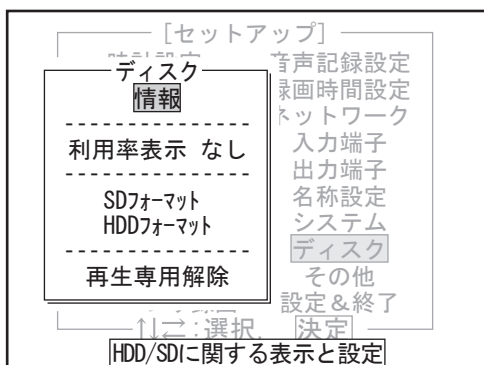 [セットアップ]
音声記録設定
ディスク
情報
録画時間設定
ネットワーク
利用率表示 なし
入力端子
出力端子
SDフォーマット
名称設定
HDDフォーマット
システム
ディスク
再生専用解除
その他
設定&終了
↑↓⇄:選択, 決定
HDD/SDに関する表示と設定